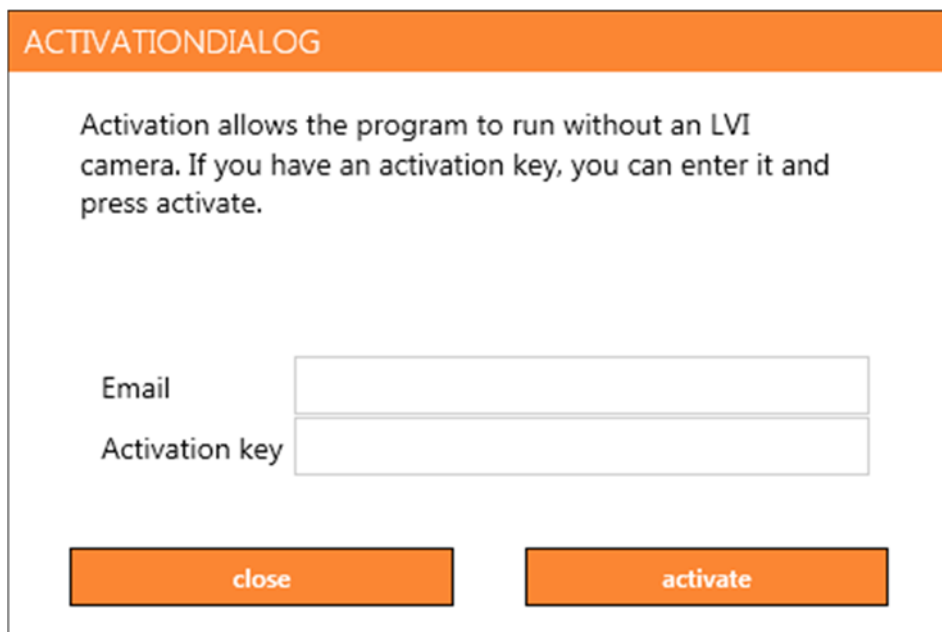 ACTIVATIONDIALOG
Activation allows the program to run without an LVI
camera. If you have an activation key, you can enter it and
press activate.
Email
Activation key
close
activate